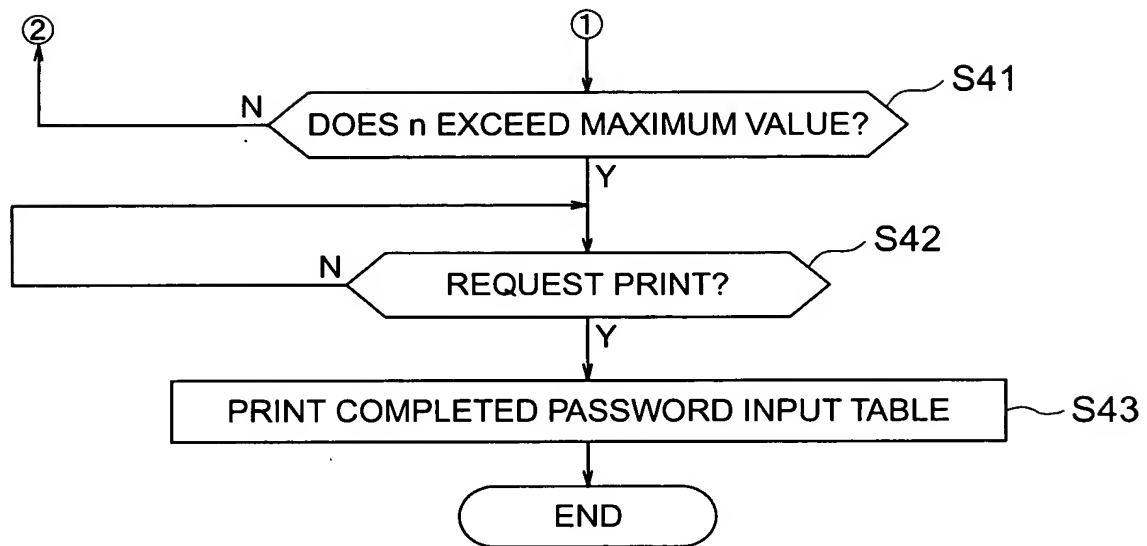 ② ①
S41
N DOES n EXCEED MAXIMUM VALUE?
Y
S42
N REQUEST PRINT?
Y
PRINT COMPLETED PASSWORD INPUT TABLE S43
END